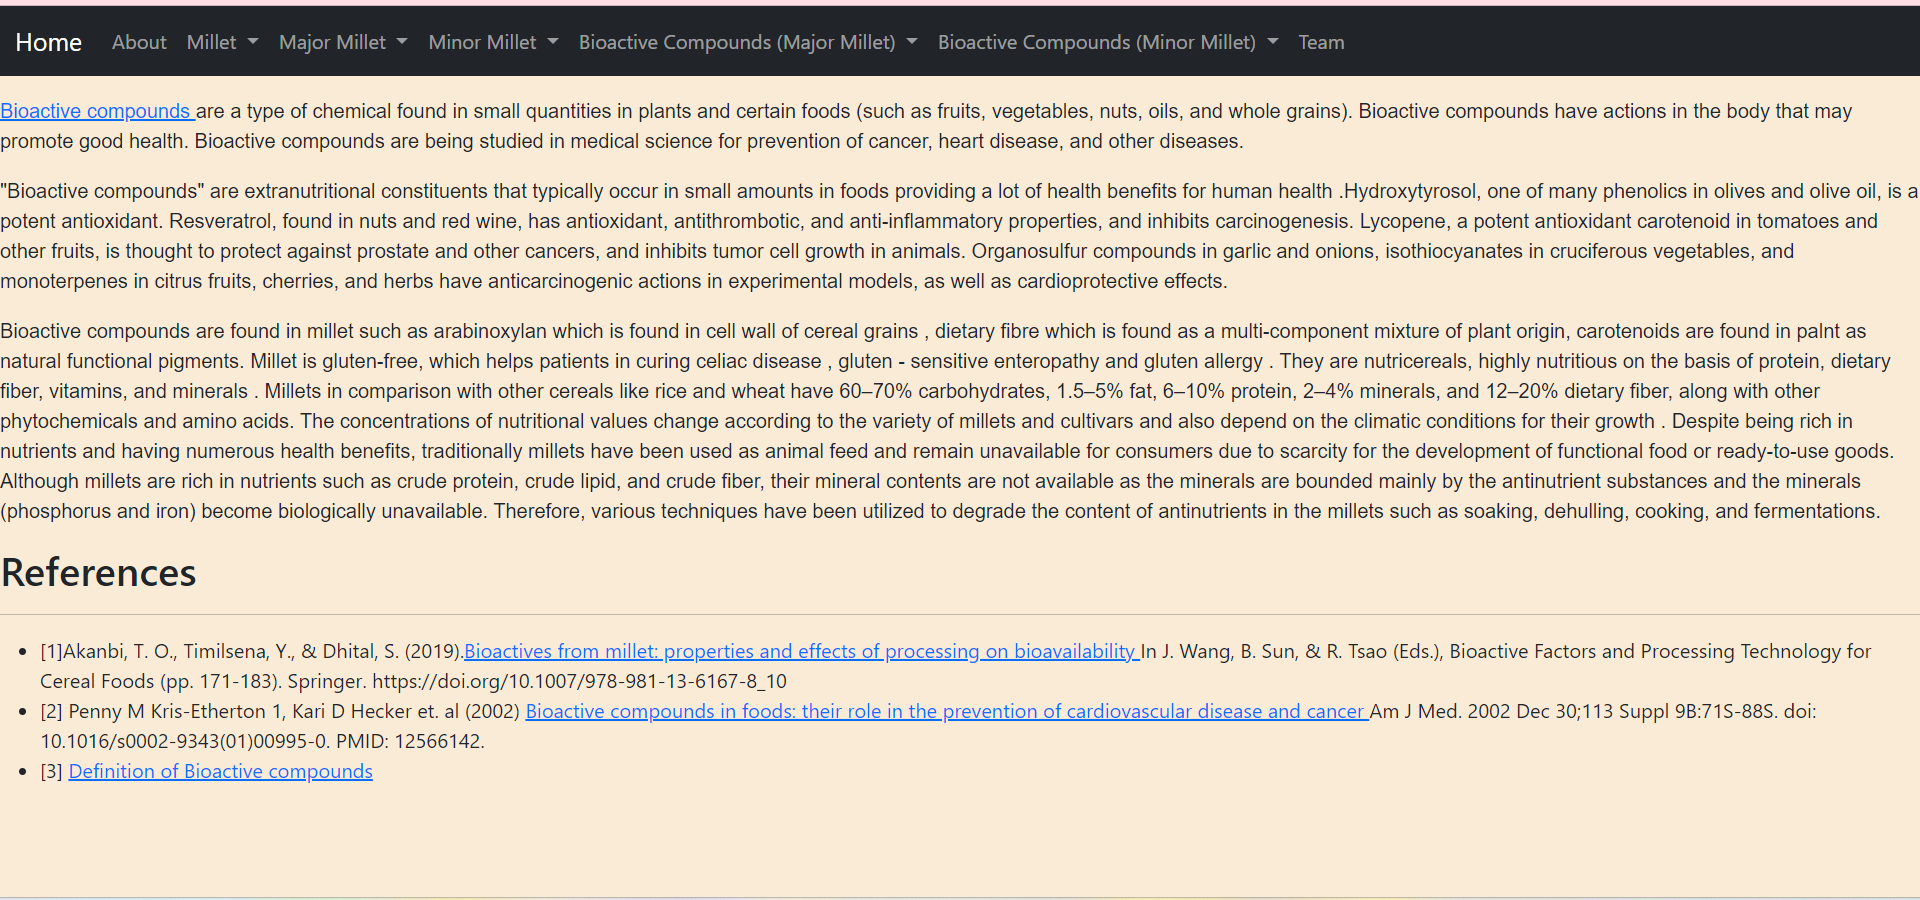 Home About Millet Major Millet Minor Millet Bioactive Compounds (Major Millet) Bioactive Compounds (Minor Millet) Team
Bioactive compounds are a type of chemical found in small quantities in plants and certain foods (such as fruits, vegetables, nuts, oils, and whole grains). Bioactive compounds have actions in the body that may
promote good health. Bioactive compounds are being studied in medical science for prevention of cancer, heart disease, and other diseases.
"Bioactive compounds" are extranutritional constituents that typically occur in small amounts in foods providing a lot of health benefits for human health .Hydroxytyrosol, one of many phenolics in olives and olive oil, is a
potent antioxidant. Resveratrol, found in nuts and red wine, has antioxidant, antithrombotic, and anti-inflammatory properties, and inhibits carcinogenesis. Lycopene, a potent antioxidant carotenoid in tomatoes and
other fruits, is thought to protect against prostate and other cancers, and inhibits tumor cell growth in animals. Organosulfur compounds in garlic and onions, isothiocyanates in cruciferous vegetables, and
monoterpenes in citrus fruits, cherries, and herbs have anticarcinogenic actions in experimental models, as well as cardioprotective effects.
Bioactive compounds are found in millet such as arabinoxylan which is found in cell wall of cereal grains , dietary fibre which is found as a multi-component mixture of plant origin, carotenoids are found in palnt as
natural functional pigments. Millet is gluten-free, which helps patients in curing celiac disease , gluten - sensitive enteropathy and gluten allergy . They are nutricereals, highly nutritious on the basis of protein, dietary
fiber, vitamins, and minerals . Millets in comparison with other cereals like rice and wheat have 60–70% carbohydrates, 1.5–5% fat, 6–10% protein, 2–4% minerals, and 12–20% dietary fiber, along with other
phytochemicals and amino acids. The concentrations of nutritional values change according to the variety of millets and cultivars and also depend on the climatic conditions for their growth . Despite being rich in
nutrients and having numerous health benefits, traditionally millets have been used as animal feed and remain unavailable for consumers due to scarcity for the development of functional food or ready-to-use goods.
Although millets are rich in nutrients such as crude protein, crude lipid, and crude fiber, their mineral contents are not available as the minerals are bounded mainly by the antinutrient substances and the minerals
(phosphorus and iron) become biologically unavailable. Therefore, various techniques have been utilized to degrade the content of antinutrients in the millets such as soaking, dehulling, cooking, and fermentations.
References
• [1]Akanbi, T. O., Timilsena, Y., & Dhital, S. (2019).Bioactives from millet: properties and effects of processing on bioavailability In J. Wang, B. Sun, & R. Tsao (Eds.), Bioactive Factors and Processing Technology for
Cereal Foods (pp. 171-183). Springer. https://doi.org/10.1007/978-981-13-6167-8_10
• [2] Penny M Kris-Etherton 1, Kari D Hecker et. al (2002) Bioactive compounds in foods: their role in the prevention of cardiovascular disease and cancer Am J Med. 2002 Dec 30;113 Suppl 9B:71S-88S. doi:
10.1016/s0002-9343(01)00995-0. PMID: 12566142.
• [3] Definition of Bioactive compounds